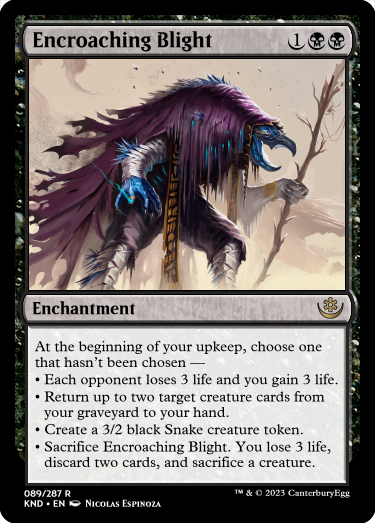 Encroaching Blight 1
Enchantment
At the beginning of your upkeep, choose one
that hasn't been chosen —
• Each opponent loses 3 life and you gain 3 life.
• Return up to two target creature cards from
your graveyard to your hand.
• Create a 3/2 black Snake creature token.
• Sacrifice Encroaching Blight. You lose 3 life,
discard two cards, and sacrifice a creature.
089/287 R ™ & © 2023 CanterburyEgg
KND • EN Nicolas Espinoza